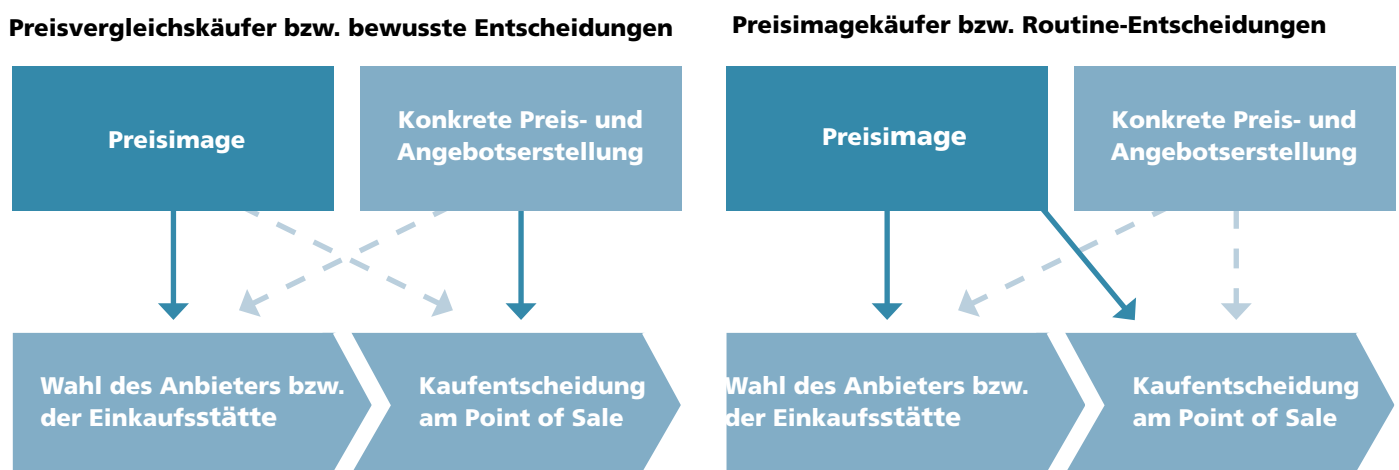 Preisvergleichskäufer bzw. bewusste Entscheidungen
Preisimage
Konkrete Preis- und
Angebotserstellung
Wahl des Anbieters bzw.
der Einkaufsstätte
Kaufentscheidung
am Point of Sale
Preisimagekäufer bzw. Routine-Entscheidungen
Preisimage
Konkrete Preis- und
Angebotserstellung
Wahl des Anbieters bzw.
der Einkaufsstätte
Kaufentscheidung
am Point of Sale